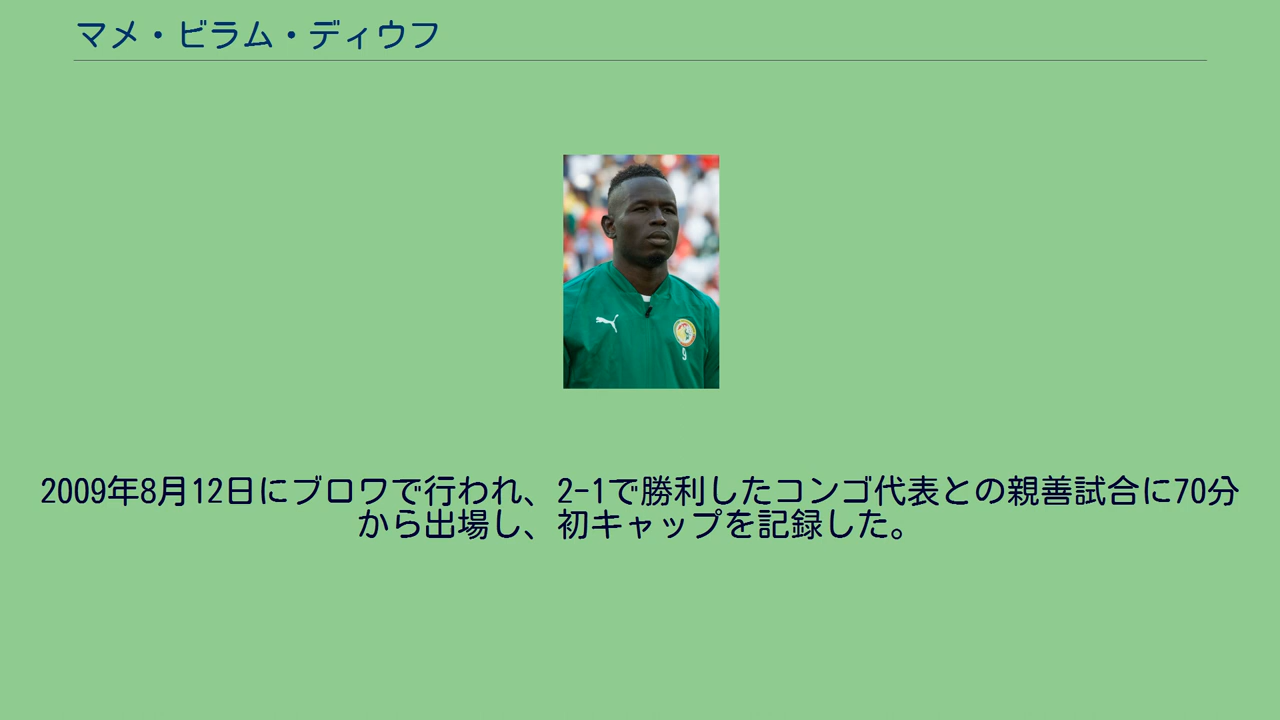 マメ・ビラム・ディウフ
9
2009年8月12日にブロワで行われ、2-1で勝利したコンゴ代表との親善試合に70分
から出場し、初キャップを記録した。